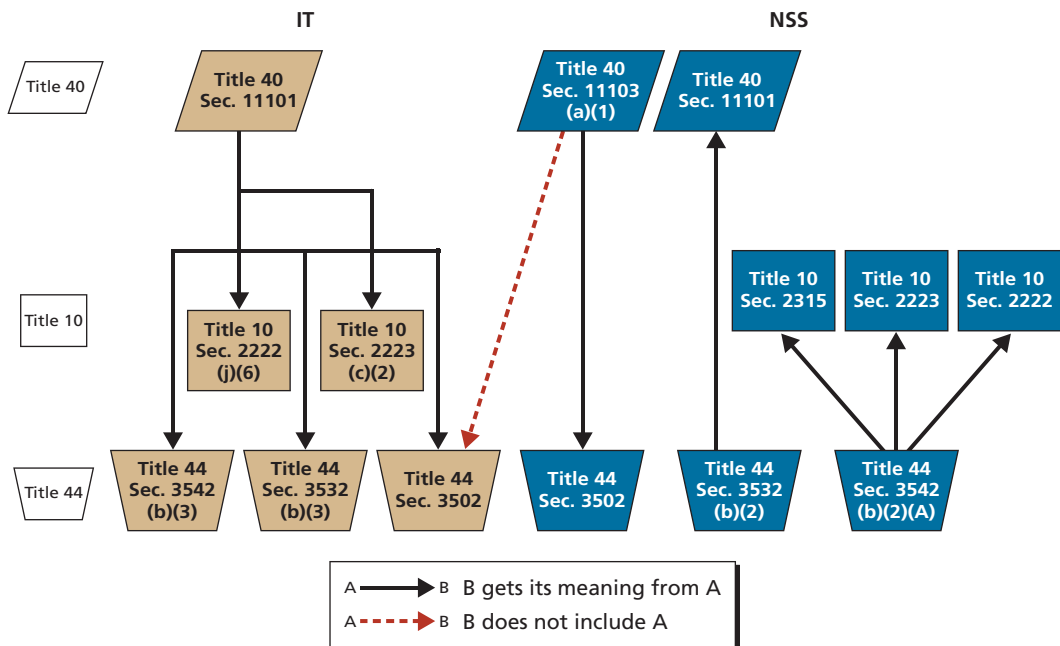 IT
NSS
Title 40
Title 40
Sec. 11101
Title 40
Sec. 11103
(a)(1)
Title 40
Sec. 11101
Title 10
Title 10
Sec. 2222
(j)(6)
Title 10
Sec. 2223
(c)(2)
Title 10
Sec. 2315
Title 10
Sec. 2223
Title 10
Sec. 2222
Title 44
Title 44
Sec. 3542
(b)(3)
Title 44
Sec. 3532
(b)(3)
Title 44
Sec. 3502
Title 44
Sec. 3502
Title 44
Sec. 3532
(b)(2)
Title 44
Sec. 3542
(b)(2)(A)
A B B gets its meaning from A
A B B does not include A